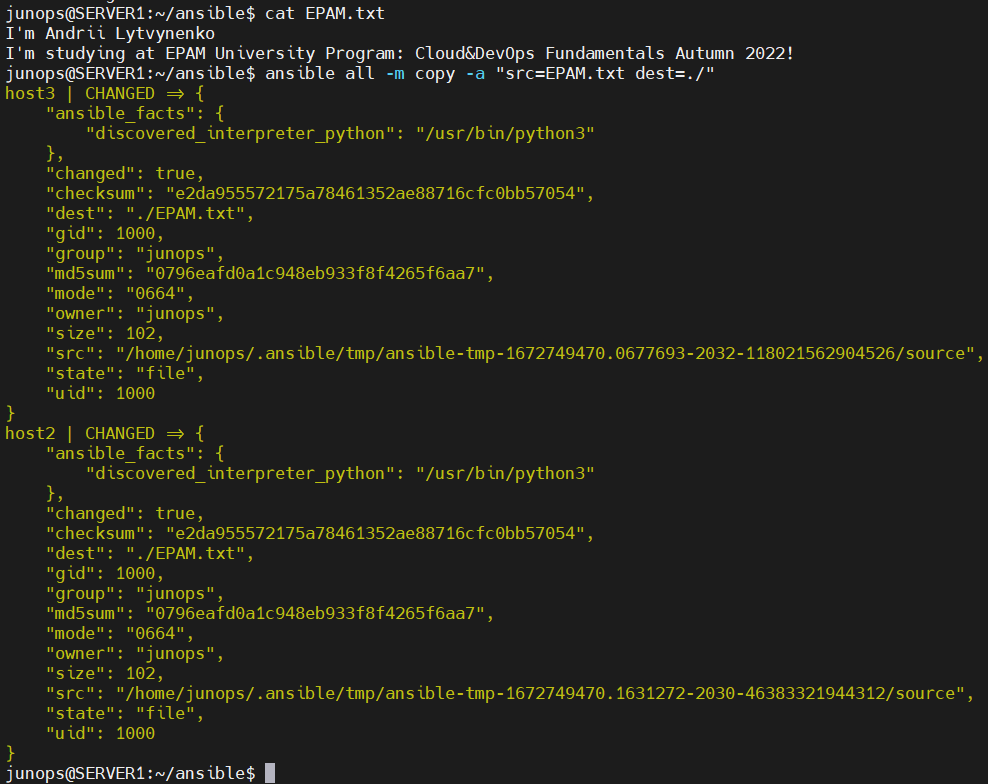 junops@SERVER1:~/ansible$ cat EPAM.txt
I'm Andrii Lytvynenko
I'm studying at EPAM University Program: Cloud&DevOps Fundamentals Autumn 2022!
junops@SERVER1:~/ansible$ ansible all -m copy -a "src=EPAM.txt dest=./"
host3 | CHANGED => {
    "ansible_facts": {
        "discovered_interpreter_python": "/usr/bin/python3"
    },
    "changed": true,
    "checksum": "e2da955572175a78461352ae88716cfc0bb57054",
    "dest": "./EPAM.txt",
    "gid": 1000,
    "group": "junops",
    "md5sum": "0796eafd0a1c948eb933f8f4265f6aa7",
    "mode": "0664",
    "owner": "junops",
    "size": 102,
    "src": "/home/junops/.ansible/tmp/ansible-tmp-1672749470.0677693-2032-118021562904526/source",
    "state": "file",
    "uid": 1000
}
host2 | CHANGED => {
    "ansible_facts": {
        "discovered_interpreter_python": "/usr/bin/python3"
    },
    "changed": true,
    "checksum": "e2da955572175a78461352ae88716cfc0bb57054",
    "dest": "./EPAM.txt",
    "gid": 1000,
    "group": "junops",
    "md5sum": "0796eafd0a1c948eb933f8f4265f6aa7",
    "mode": "0664",
    "owner": "junops",
    "size": 102,
    "src": "/home/junops/.ansible/tmp/ansible-tmp-1672749470.1631272-2030-46383321944312/source",
    "state": "file",
    "uid": 1000
}
junops@SERVER1:~/ansible$